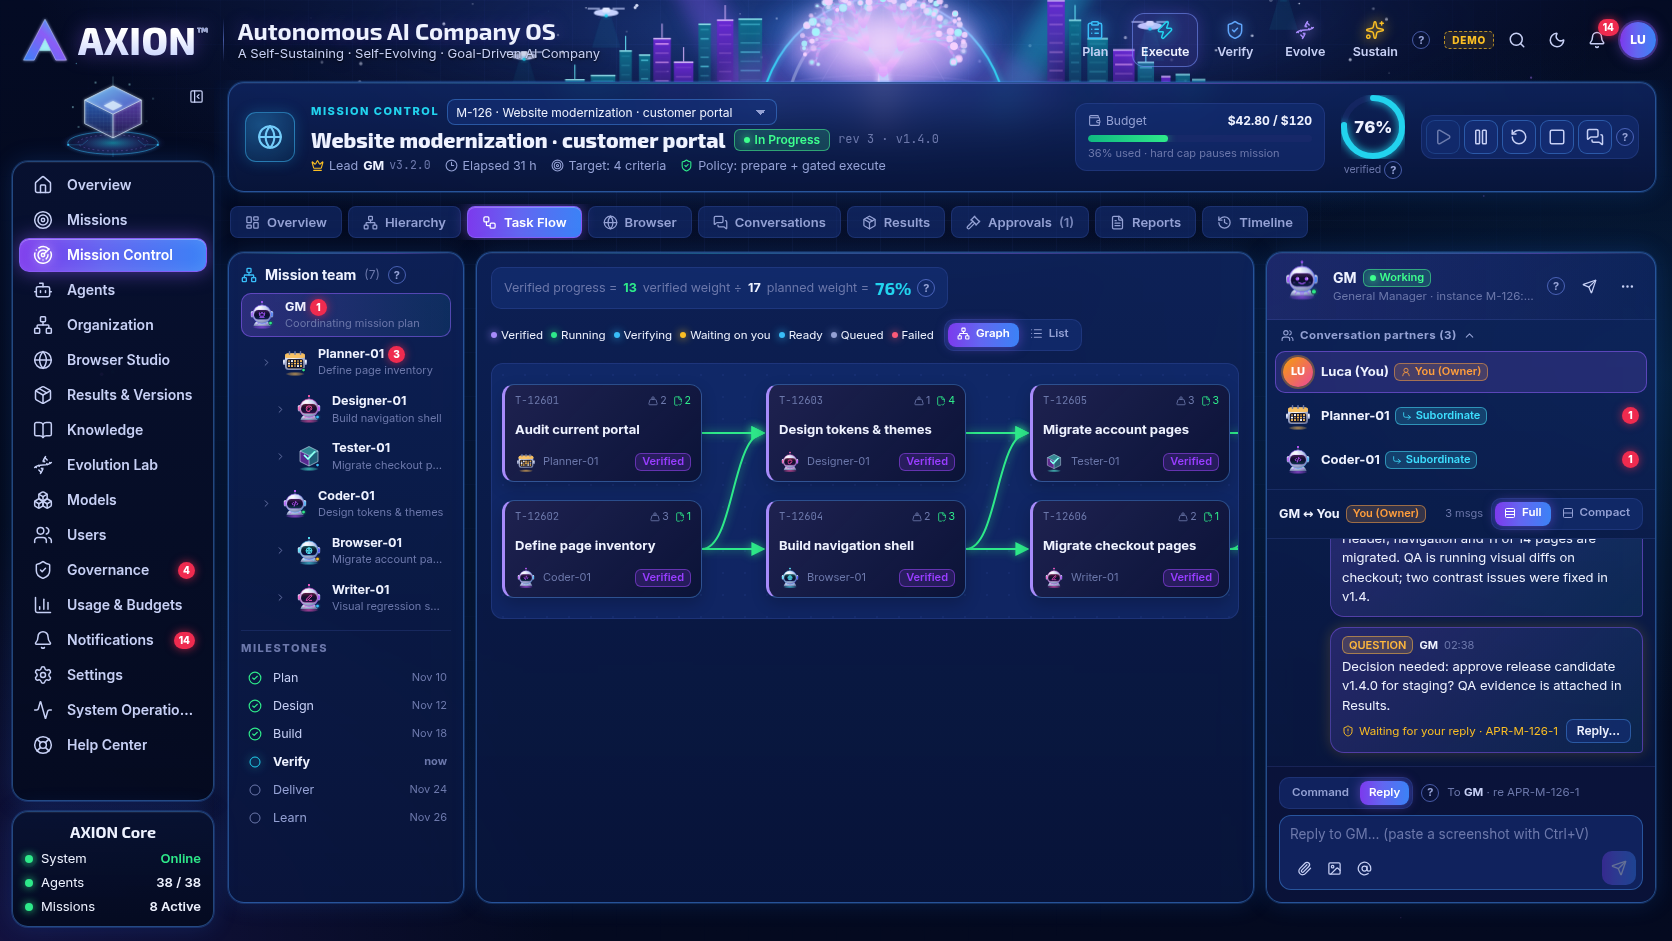 AXION™
Autonomous AI Company OS
A Self-Sustaining · Self-Evolving · Goal-Driven AI Company
Plan
Execute
Verify
Evolve
Sustain
?
DEMO
14
LU
Overview
Missions
Mission Control
Agents
Organization
Browser Studio
Results & Versions
Knowledge
Evolution Lab
Models
Users
Governance 4
Usage & Budgets
Notifications 14
Settings
System Operatio...
Help Center
AXION Core
System Online
Agents 38 / 38
Missions 8 Active
MISSION CONTROL M-126 · Website modernization · customer portal
Website modernization · customer portal In Progress rev 3 · v1.4.0
Lead GM v3.2.0 Elapsed 31 h Target: 4 criteria Policy: prepare + gated execute
Budget $42.80 / $120
36% used · hard cap pauses mission
76%
verified ?
?
Overview Hierarchy Task Flow Browser Conversations Results Approvals (1) Reports Timeline
Mission team (7) ?
GM 1
Coordinating mission plan
Planner-01 3
Define page inventory
Designer-01
Build navigation shell
Tester-01
Migrate checkout p...
Coder-01
Design tokens & themes
Browser-01
Migrate account pa...
Writer-01
Visual regression s...
MILESTONES
Plan Nov 10
Design Nov 12
Build Nov 18
Verify now
Deliver Nov 24
Learn Nov 26
Verified progress = 13 verified weight ÷ 17 planned weight = 76% ?
Verified Running Verifying Waiting on you Ready Queued Failed Graph List
T-12601 2 2
Audit current portal
Planner-01 Verified
T-12603 1 4
Design tokens & themes
Designer-01 Verified
T-12605 3 3
Migrate account pages
Tester-01 Verified
T-12602 3 1
Define page inventory
Coder-01 Verified
T-12604 2 3
Build navigation shell
Browser-01 Verified
T-12606 2 1
Migrate checkout pages
Writer-01 Verified
GM Working
General Manager · instance M-126:...
?
Conversation partners (3)
LU Luca (You) You (Owner)
Planner-01 Subordinate 1
Coder-01 Subordinate 1
GM ↔ You You (Owner) 3 msgs Full Compact
Header, navigation and 11 of 14 pages are
migrated. QA is running visual diffs on
checkout; two contrast issues were fixed in
v1.4.
QUESTION GM 02:38
Decision needed: approve release candidate
v1.4.0 for staging? QA evidence is attached in
Results.
Waiting for your reply · APR-M-126-1 Reply...
Command Reply ? To GM · re APR-M-126-1
Reply to GM... (paste a screenshot with Ctrl+V)